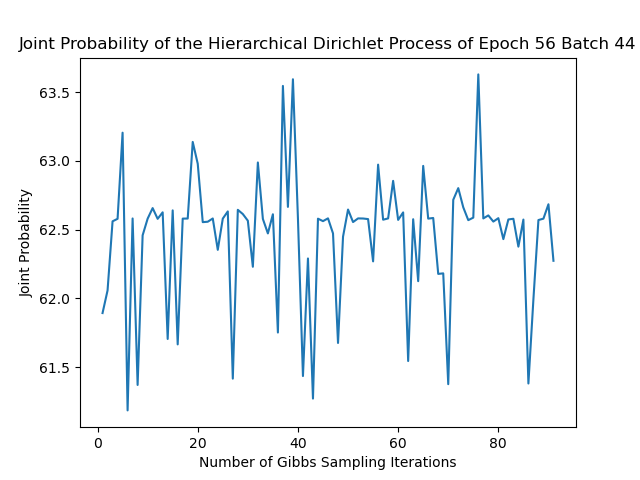 Joint Probability of the Hierarchical Dirichlet Process of Epoch 56 Batch 44
63.5
63.0
62.5
62.0
61.5
Joint Probability
0 20 40 60 80
Number of Gibbs Sampling Iterations